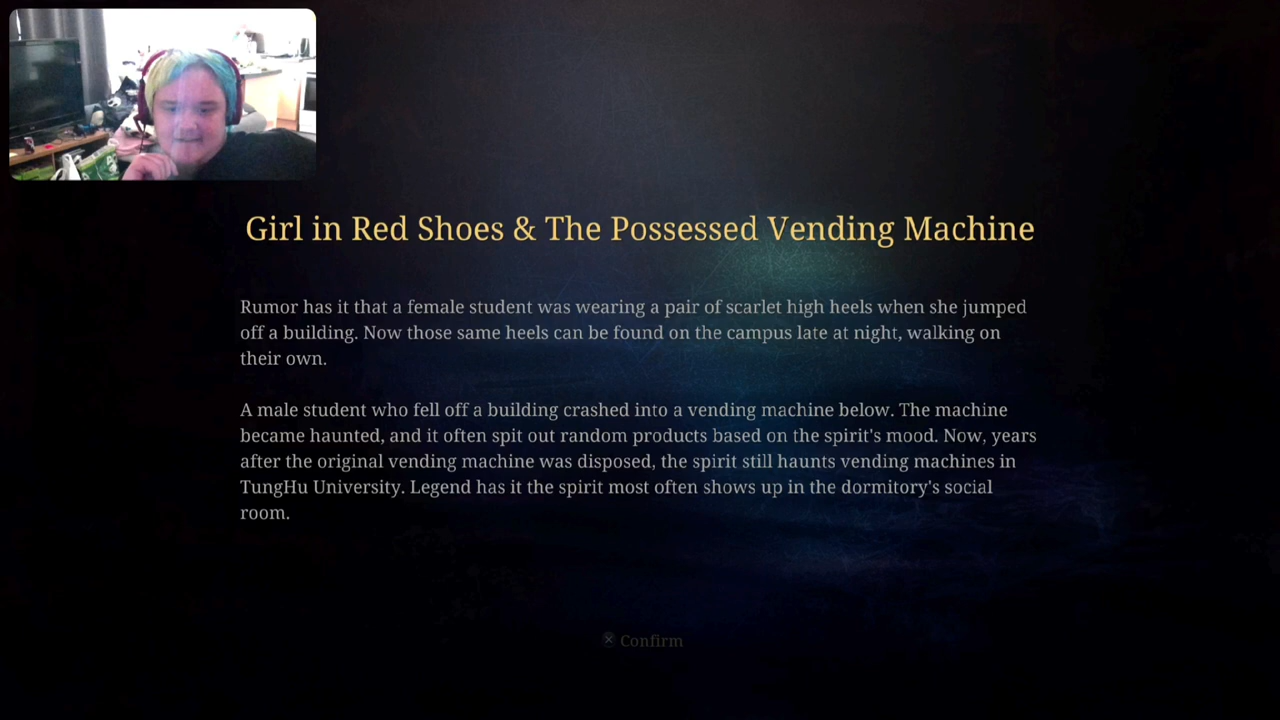 Girl in Red Shoes & The Possessed Vending Machine
Rumor has it that a female student was wearing a pair of scarlet high heels when she jumped
off a building. Now those same heels can be found on the campus late at night, walking on
their own.
A male student who fell off a building crashed into a vending machine below. The machine
became haunted, and it often spit out random products based on the spirit's mood. Now, years
after the original vending machine was disposed, the spirit still haunts vending machines in
TungHu University. Legend has it the spirit most often shows up in the dormitory's social
room.
Confirm